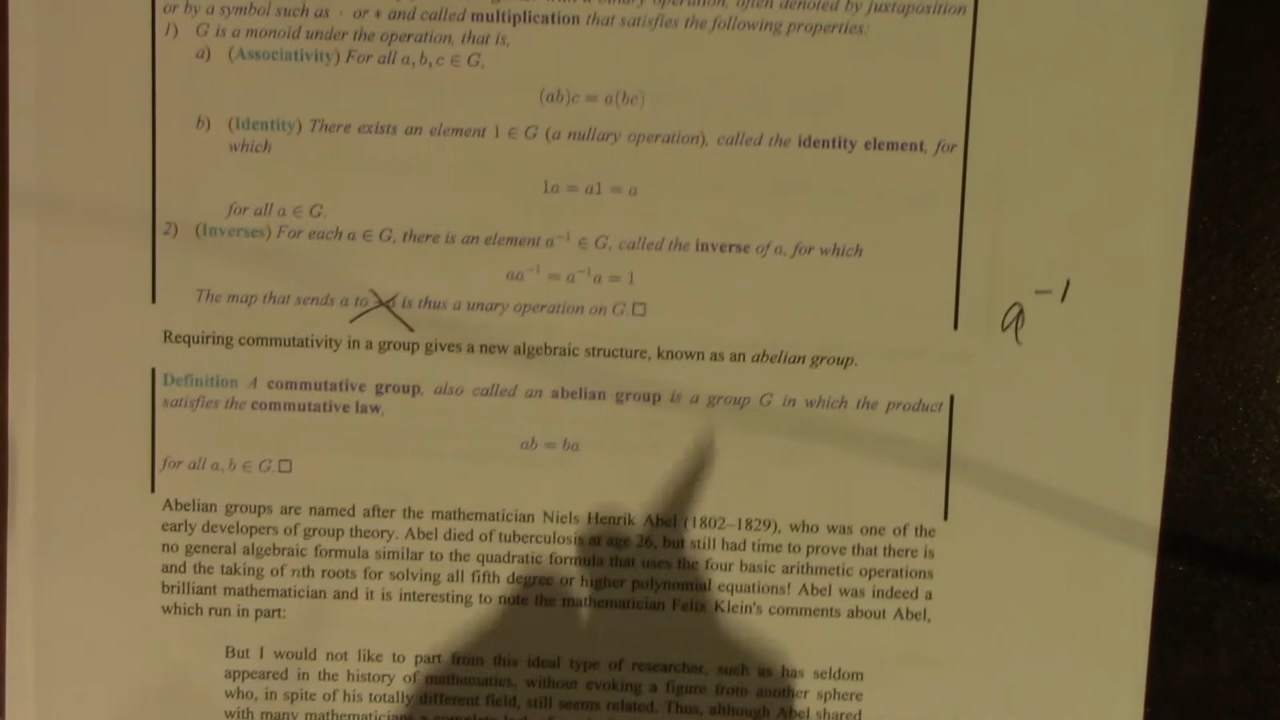 binary operation, often denoted by juxtaposition
or by a symbol such as · or * and called multiplication that satisfies the following properties:
1) G is a monoid under the operation, that is,
a) (Associativity) For all a, b, c ∈ G,
(ab)c = a(bc)
b) (Identity) There exists an element 1 ∈ G (a nullary operation), called the identity element, for
which
1a = a1 = a
for all a ∈ G.
2) (Inverses) For each a ∈ G, there is an element a⁻¹ ∈ G, called the inverse of a, for which
aa⁻¹ = a⁻¹a = 1
The map that sends a to is thus a unary operation on G.□
a⁻¹
Requiring commutativity in a group gives a new algebraic structure, known as an abelian group.
Definition A commutative group, also called an abelian group is a group G in which the product
satisfies the commutative law,
ab = ba
for all a, b ∈ G.□
Abelian groups are named after the mathematician Niels Henrik Abel (1802–1829), who was one of the
early developers of group theory. Abel died of tuberculosis at age 26, but still had time to prove that there is
no general algebraic formula similar to the quadratic formula that uses the four basic arithmetic operations
and the taking of nth roots for solving all fifth degree or higher polynomial equations! Abel was indeed a
brilliant mathematician and it is interesting to note the mathematician Felix Klein's comments about Abel,
which run in part:
But I would not like to part from this ideal type of researcher, such as has seldom
appeared in the history of mathematics, without evoking a figure from another sphere
who, in spite of his totally different field, still seems related. Thus, although Abel shared
with many mathematicians a complete lack of